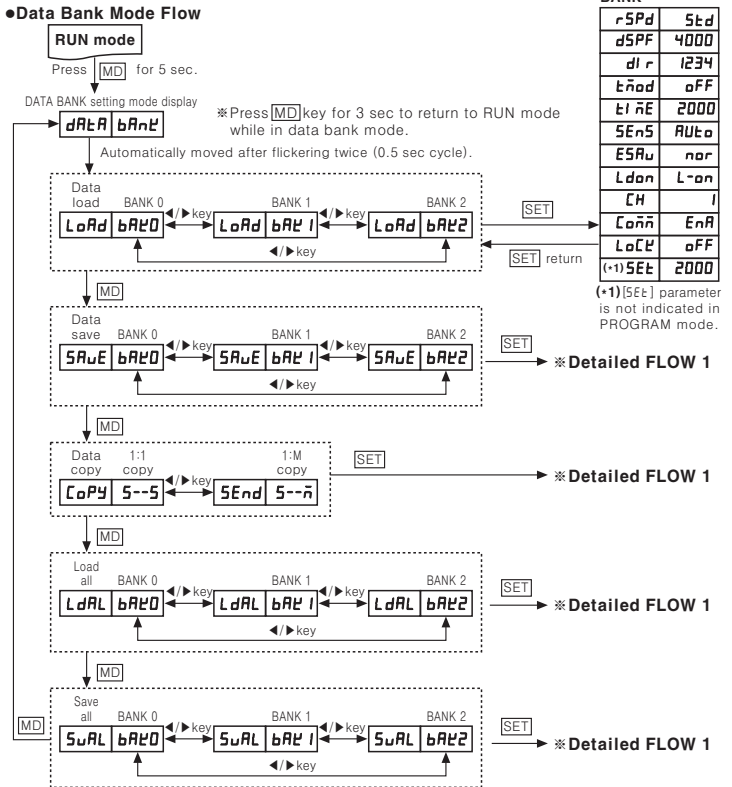 BANK
●Data Bank Mode Flow
RUN mode
Press MD for 5 sec.
DATA BANK setting mode display
dAtA bAnK
※Press MD key for 3 sec to return to RUN mode
while in data bank mode.
Automatically moved after flickering twice (0.5 sec cycle).
Data
load BANK 0 ◀/▶ key BANK 1 ◀/▶ key BANK 2
LoAd bAK0 LoAd bAK1 LoAd bAK2
◀/▶ key
SET
SET return
rSPd Std
dSPF 4000
dIr 1234
tmod oFF
tImE 2000
SEnS AUto
ESAv nor
Ldon L-on
CH 1
Comm EnA
LoCK oFF
(*1) SEt 2000
(*1) [SEt] parameter
is not indicated in
PROGRAM mode.
MD
Data
save BANK 0 ◀/▶ key BANK 1 ◀/▶ key BANK 2
SAvE bAK0 SAvE bAK1 SAvE bAK2
◀/▶ key
SET
※Detailed FLOW 1
MD
Data 1:1 1:M
copy copy ◀/▶ key copy
CoPY S--S SEnd S--m
SET
※Detailed FLOW 1
MD
Load
all BANK 0 ◀/▶ key BANK 1 ◀/▶ key BANK 2
LdAL bAK0 LdAL bAK1 LdAL bAK2
◀/▶ key
SET
※Detailed FLOW 1
MD
Save
all BANK 0 ◀/▶ key BANK 1 ◀/▶ key BANK 2
SvAL bAK0 SvAL bAK1 SvAL bAK2
◀/▶ key
MD
SET
※Detailed FLOW 1